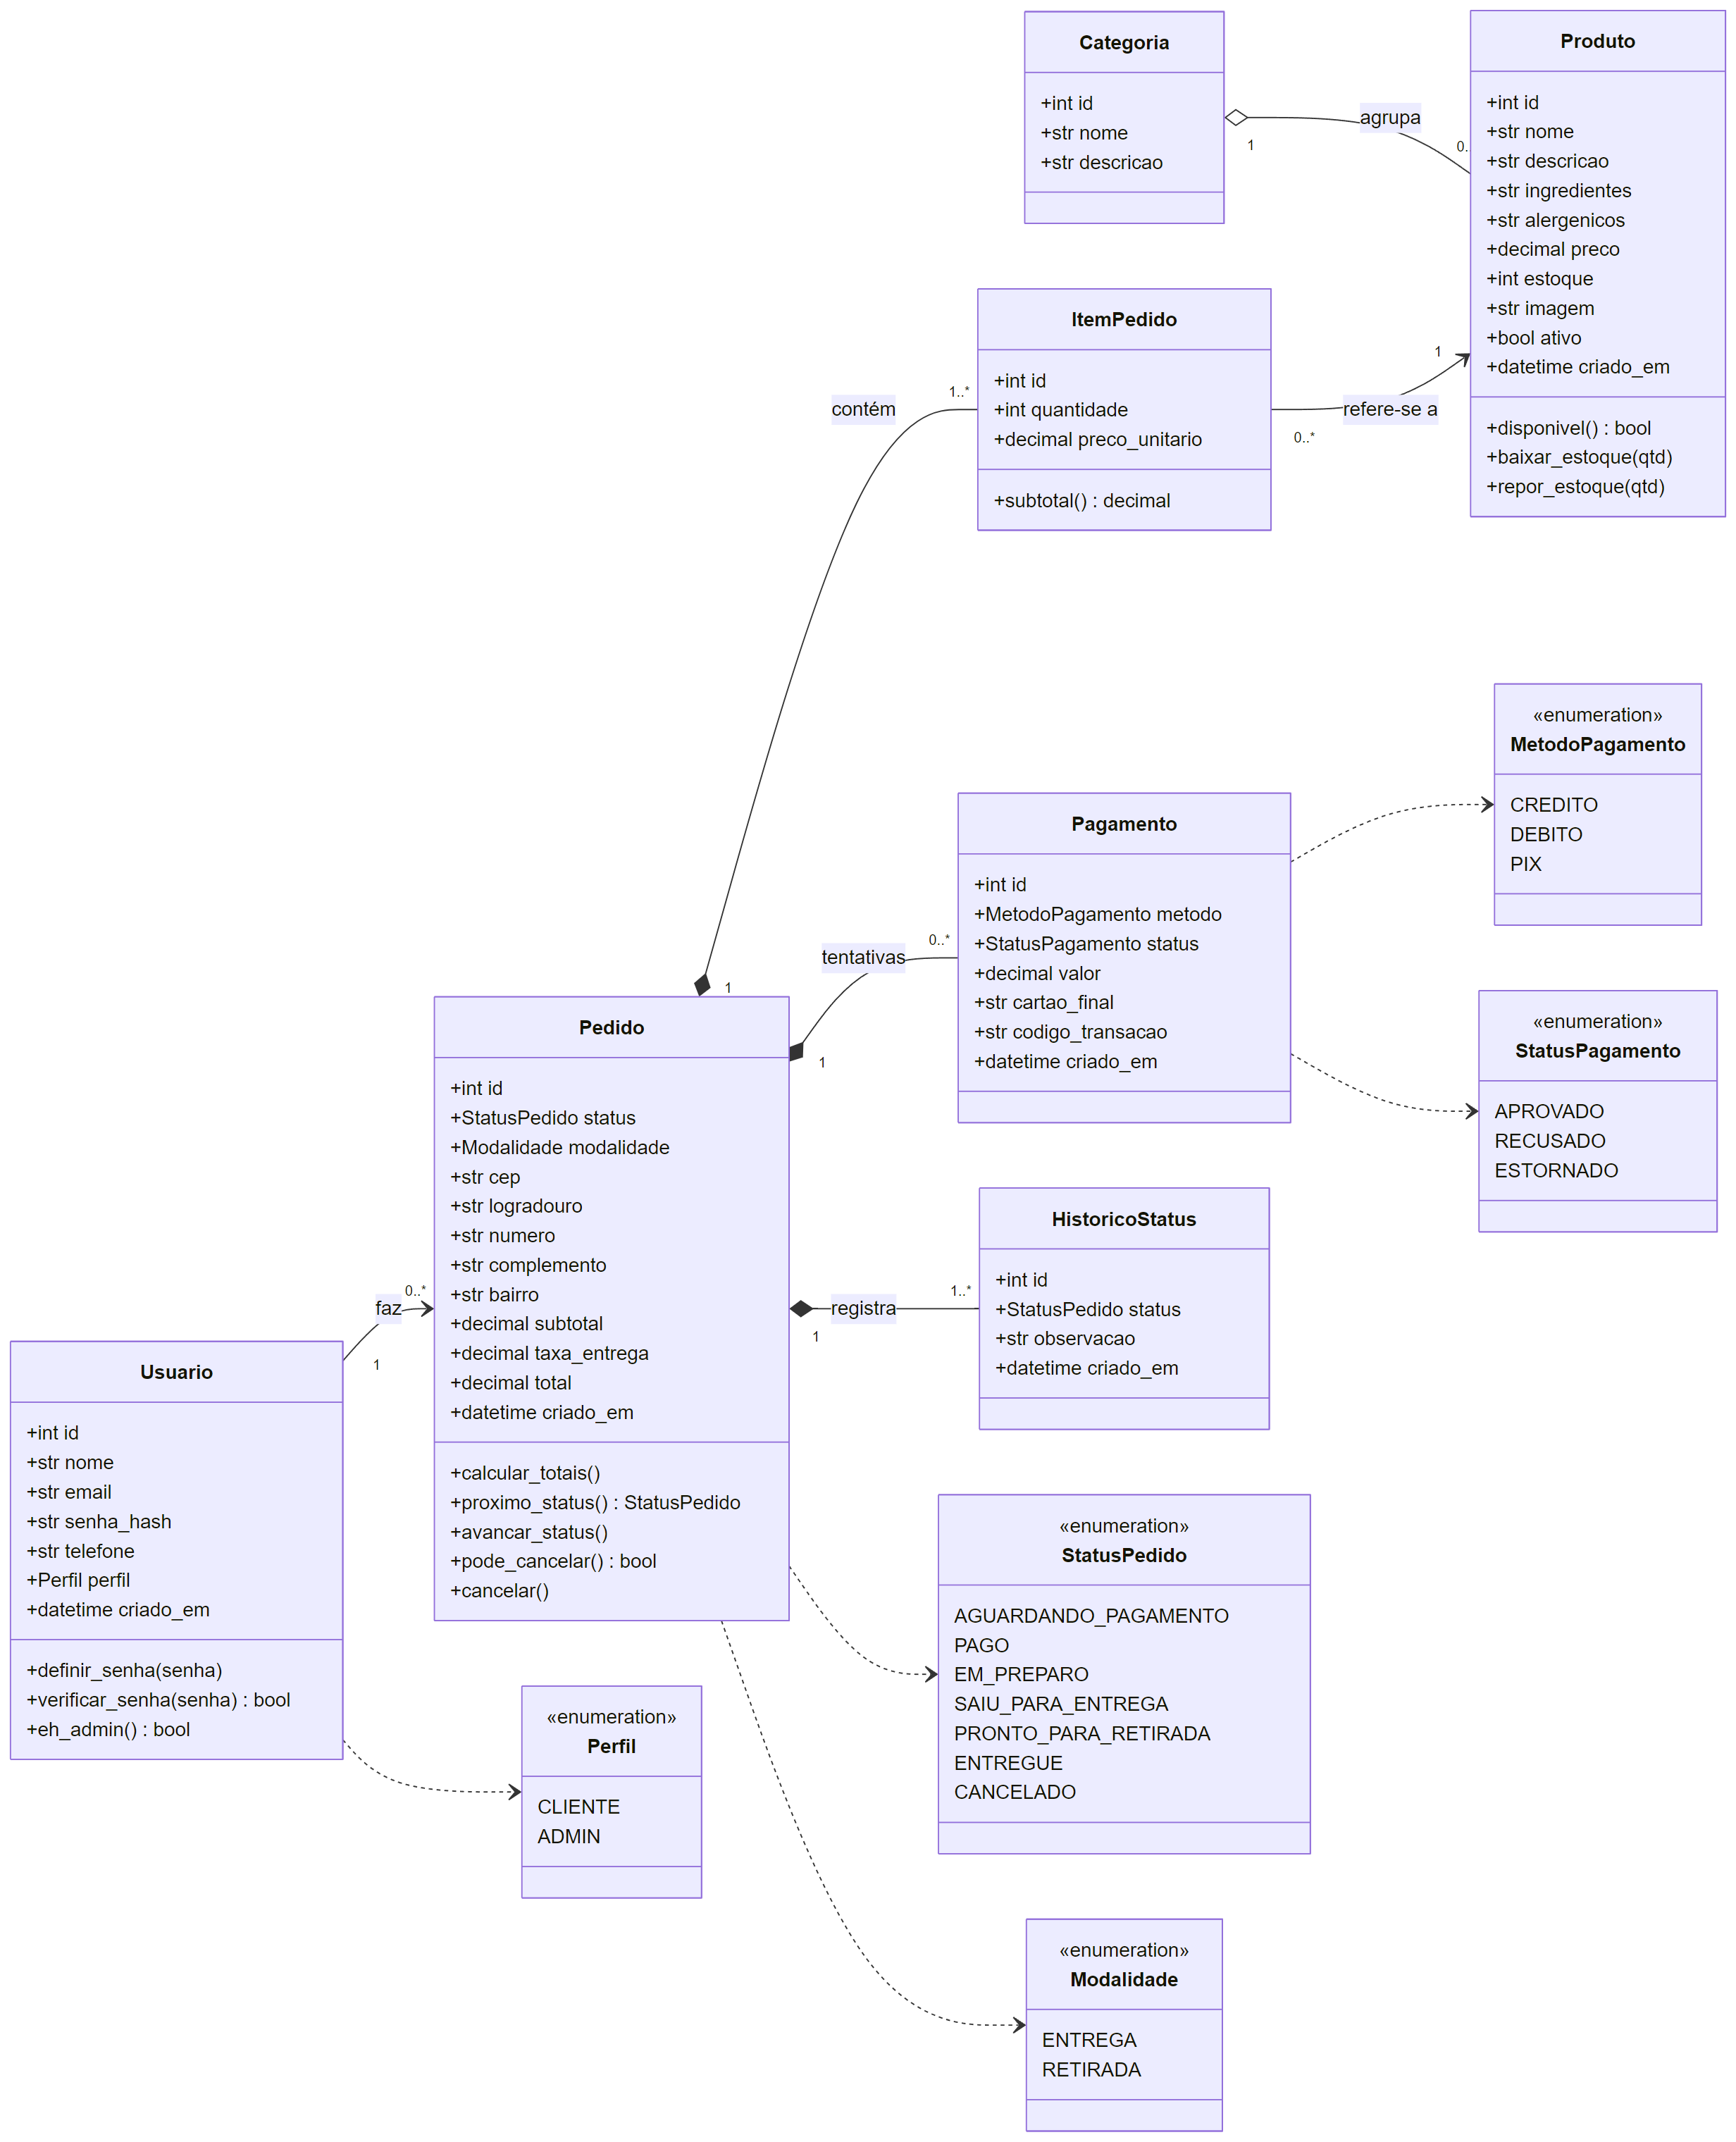 Categoria
+int id
+str nome
+str descricao
1
agrupa
0..
Produto
+int id
+str nome
+str descricao
+str ingredientes
+str alergenicos
+decimal preco
+int estoque
+str imagem
+bool ativo
+datetime criado_em
+disponivel() : bool
+baixar_estoque(qtd)
+repor_estoque(qtd)
ItemPedido
+int id
+int quantidade
+decimal preco_unitario
+subtotal() : decimal
contém
1..*
1
refere-se a
0..*
1
«enumeration»
MetodoPagamento
CREDITO
DEBITO
PIX
Pagamento
+int id
+MetodoPagamento metodo
+StatusPagamento status
+decimal valor
+str cartao_final
+str codigo_transacao
+datetime criado_em
tentativas
0..*
1
«enumeration»
StatusPagamento
APROVADO
RECUSADO
ESTORNADO
Pedido
+int id
+StatusPedido status
+Modalidade modalidade
+str cep
+str logradouro
+str numero
+str complemento
+str bairro
+decimal subtotal
+decimal taxa_entrega
+decimal total
+datetime criado_em
+calcular_totais()
+proximo_status() : StatusPedido
+avancar_status()
+pode_cancelar() : bool
+cancelar()
HistoricoStatus
+int id
+StatusPedido status
+str observacao
+datetime criado_em
registra
1..*
1
faz
0..*
1
Usuario
+int id
+str nome
+str email
+str senha_hash
+str telefone
+Perfil perfil
+datetime criado_em
+definir_senha(senha)
+verificar_senha(senha) : bool
+eh_admin() : bool
«enumeration»
StatusPedido
AGUARDANDO_PAGAMENTO
PAGO
EM_PREPARO
SAIU_PARA_ENTREGA
PRONTO_PARA_RETIRADA
ENTREGUE
CANCELADO
«enumeration»
Perfil
CLIENTE
ADMIN
«enumeration»
Modalidade
ENTREGA
RETIRADA